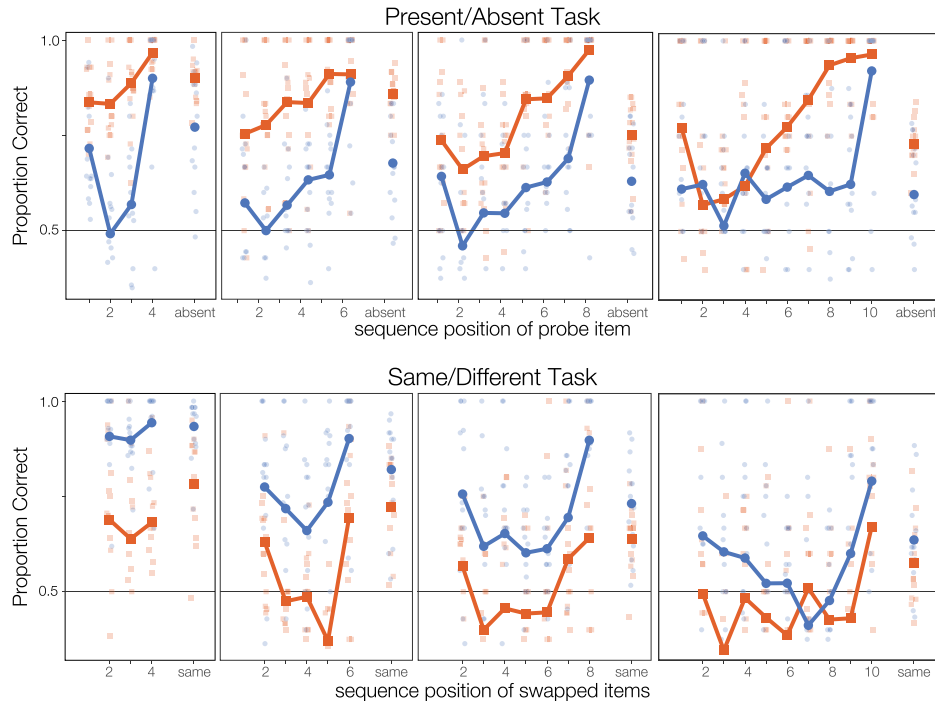 Present/Absent Task
Proportion Correct
1.0
0.5
2 4 absent
2 4 6 absent
2 4 6 8 absent
2 4 6 8 10 absent
sequence position of probe item
Same/Different Task
Proportion Correct
1.0
0.5
2 4 same
2 4 6 same
2 4 6 8 same
2 4 6 8 10 same
sequence position of swapped items